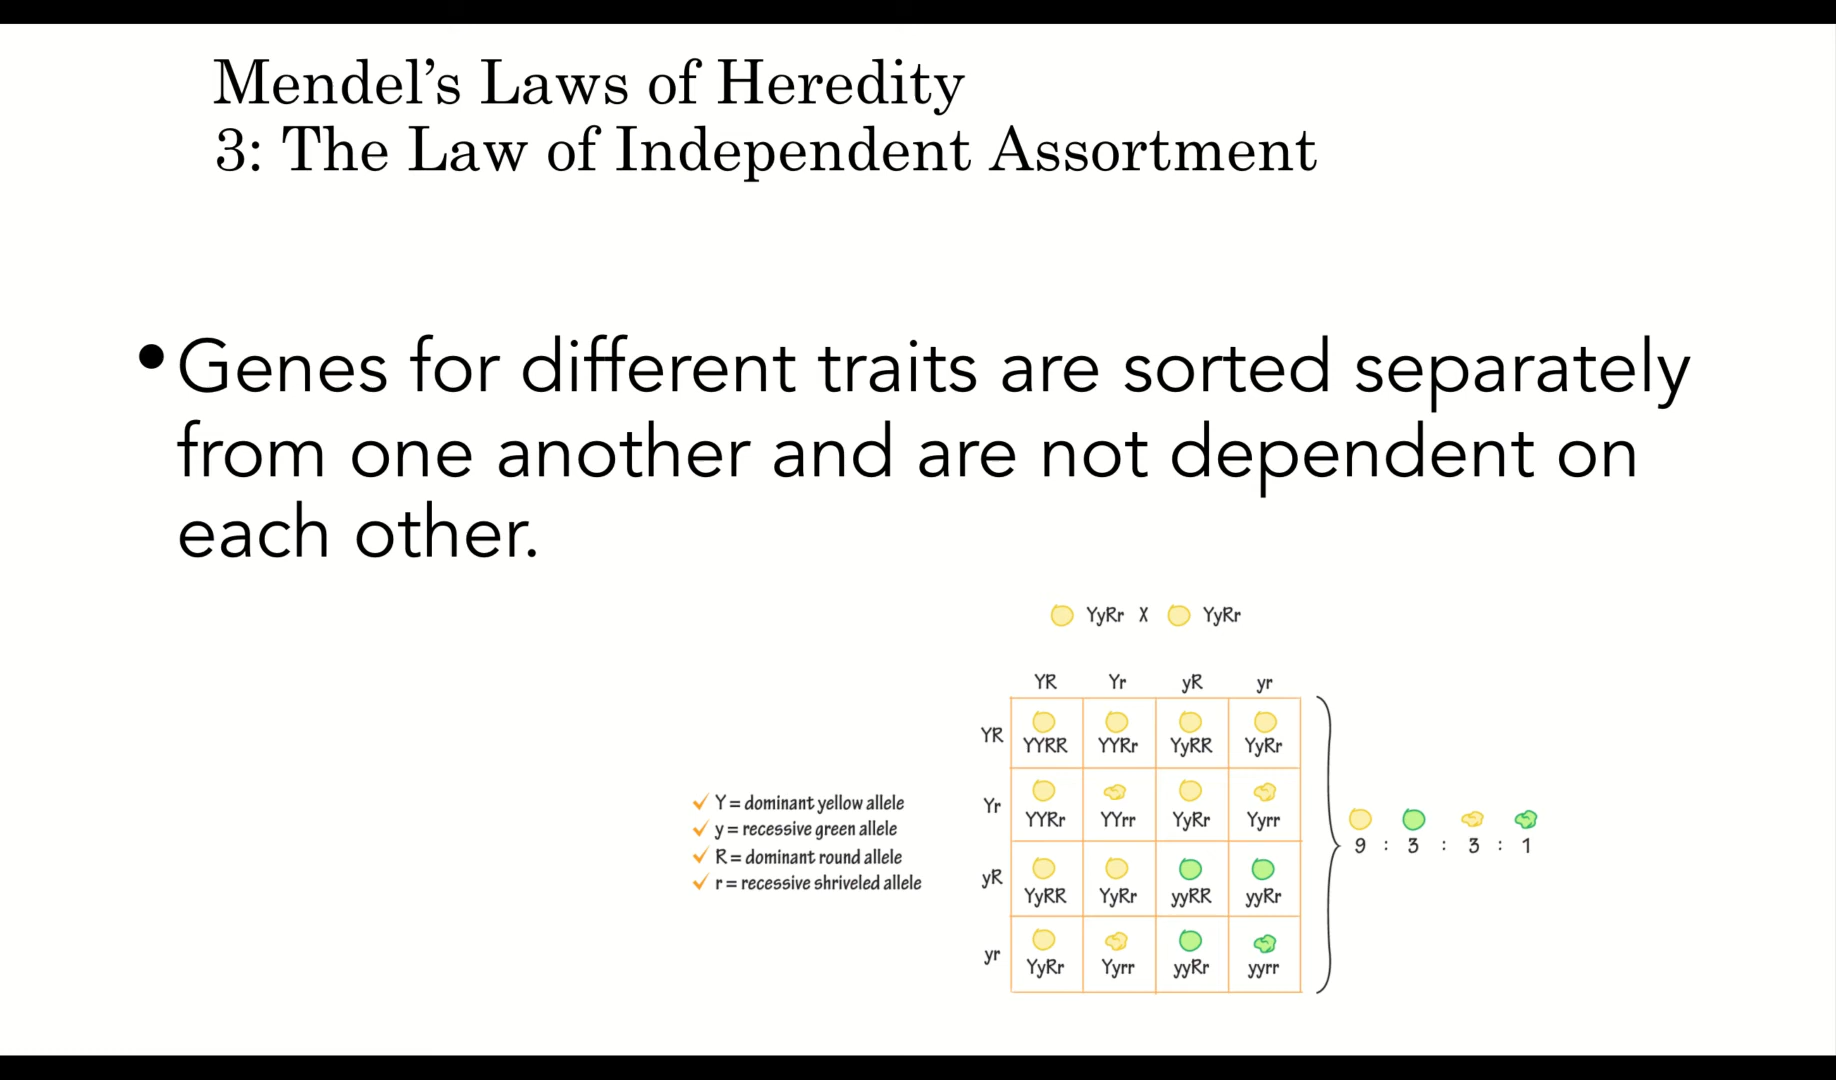 Mendel’s Laws of Heredity
3: The Law of Independent Assortment
•Genes for different traits are sorted separately
from one another and are not dependent on
each other.
YyRr X YyRr
YR Yr yR yr
YR YYRR YYRr YyRR YyRr
Yr YYRr YYrr YyRr Yyrr
yR YyRR YyRr yyRR yyRr
yr YyRr Yyrr yyRr yyrr
✓ Y = dominant yellow allele
✓ y = recessive green allele
✓ R = dominant round allele
✓ r = recessive shriveled allele
9 : 3 : 3 : 1